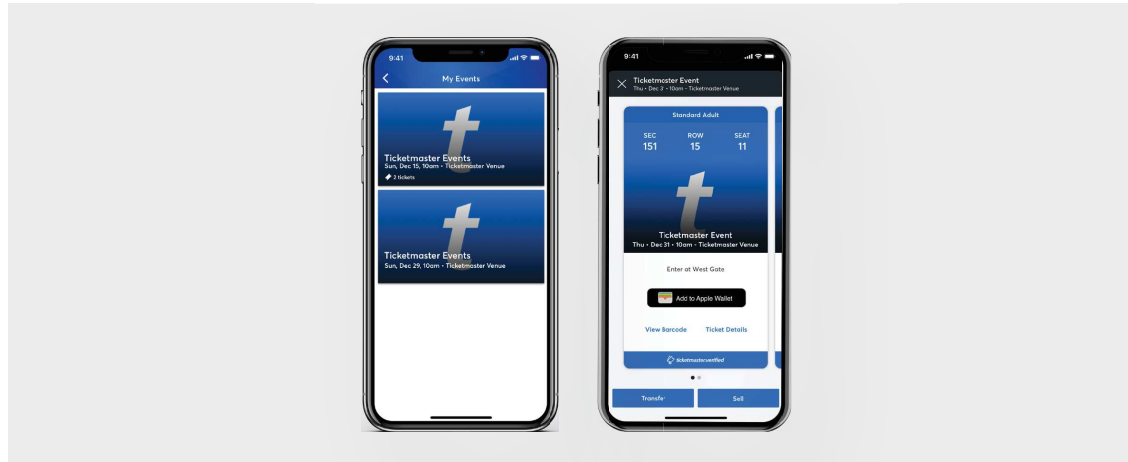 9:41
My Events
Ticketmaster Events
Sun, Dec 15, 10am • Ticketmaster Venue
2 tickets
Ticketmaster Events
Sun, Dec 29, 10am • Ticketmaster Venue
9:41
Ticketmaster Event
Thu • Dec 3 • 10am - Ticketmaster Venue
Standard Adult
SEC ROW SEAT
151 15 11
Ticketmaster Event
Thu • Dec 31 • 10am - Ticketmaster Venue
Enter at West Gate
Add to Apple Wallet
View Barcode Ticket Details
ticketmaster verified
Transfer Sell